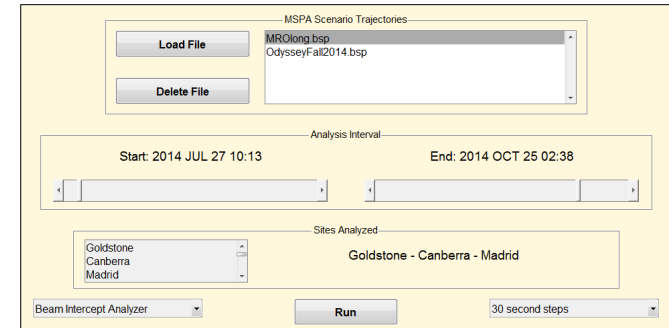 MSPA Scenario Trajectories
Load File
MROlong.bsp
OdysseyFall2014.bsp
Delete File
Analysis Interval
Start: 2014 JUL 27 10:13
End: 2014 OCT 25 02:38
Sites Analyzed
Goldstone
Canberra
Madrid
Goldstone - Canberra - Madrid
Beam Intercept Analyzer
Run
30 second steps